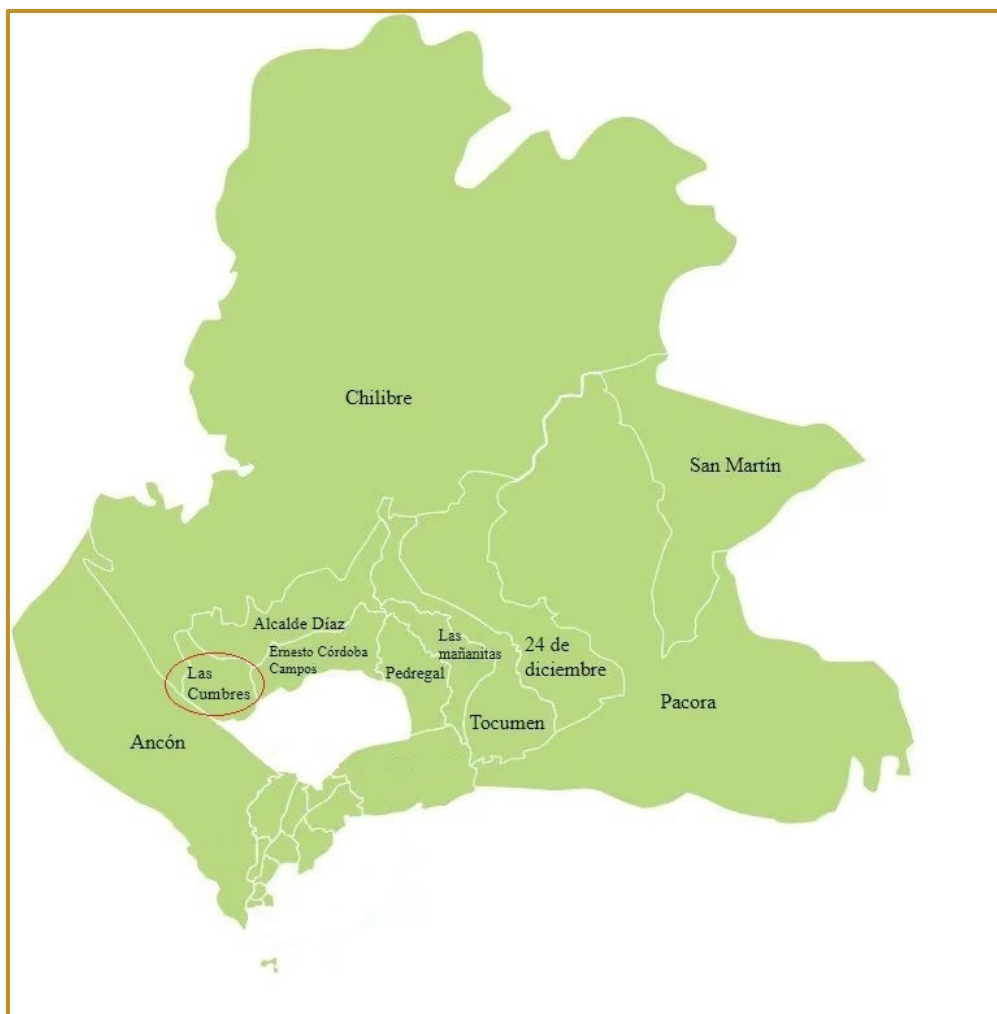 Chilibre
San Martín
Alcalde Díaz
Ernesto Córdoba
Campos
Las
mañanitas
24 de
diciembre
Las
Cumbres
Pedregal
Pacora
Tocumen
Ancón